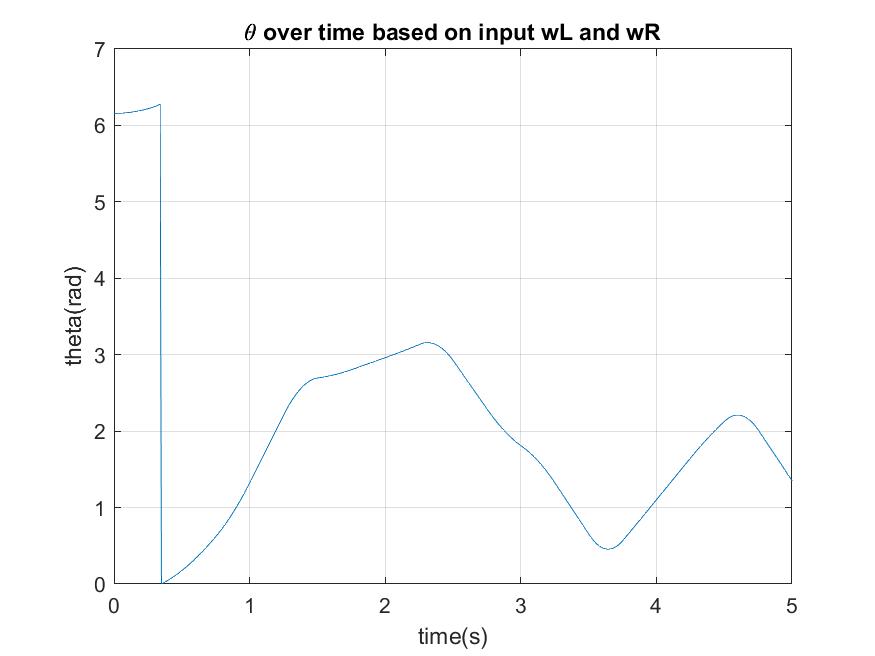 θ over time based on input wL and wR
7
6
5
4
3
2
1
0
theta(rad)
0 1 2 3 4 5
time(s)